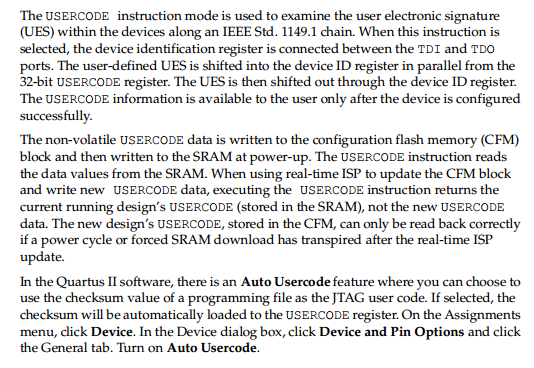 The USERCODE instruction mode is used to examine the user electronic signature
(UES) within the devices along an IEEE Std. 1149.1 chain. When this instruction is
selected, the device identification register is connected between the TDI and TDO
ports. The user-defined UES is shifted into the device ID register in parallel from the
32-bit USERCODE register. The UES is then shifted out through the device ID register.
The USERCODE information is available to the user only after the device is configured
successfully.
The non-volatile USERCODE data is written to the configuration flash memory (CFM)
block and then written to the SRAM at power-up. The USERCODE instruction reads
the data values from the SRAM. When using real-time ISP to update the CFM block
and write new USERCODE data, executing the USERCODE instruction returns the
current running design's USERCODE (stored in the SRAM), not the new USERCODE
data. The new design's USERCODE, stored in the CFM, can only be read back correctly
if a power cycle or forced SRAM download has transpired after the real-time ISP
update.
In the Quartus II software, there is an Auto Usercode feature where you can choose to
use the checksum value of a programming file as the JTAG user code. If selected, the
checksum will be automatically loaded to the USERCODE register. On the Assignments
menu, click Device. In the Device dialog box, click Device and Pin Options and click
the General tab. Turn on Auto Usercode.